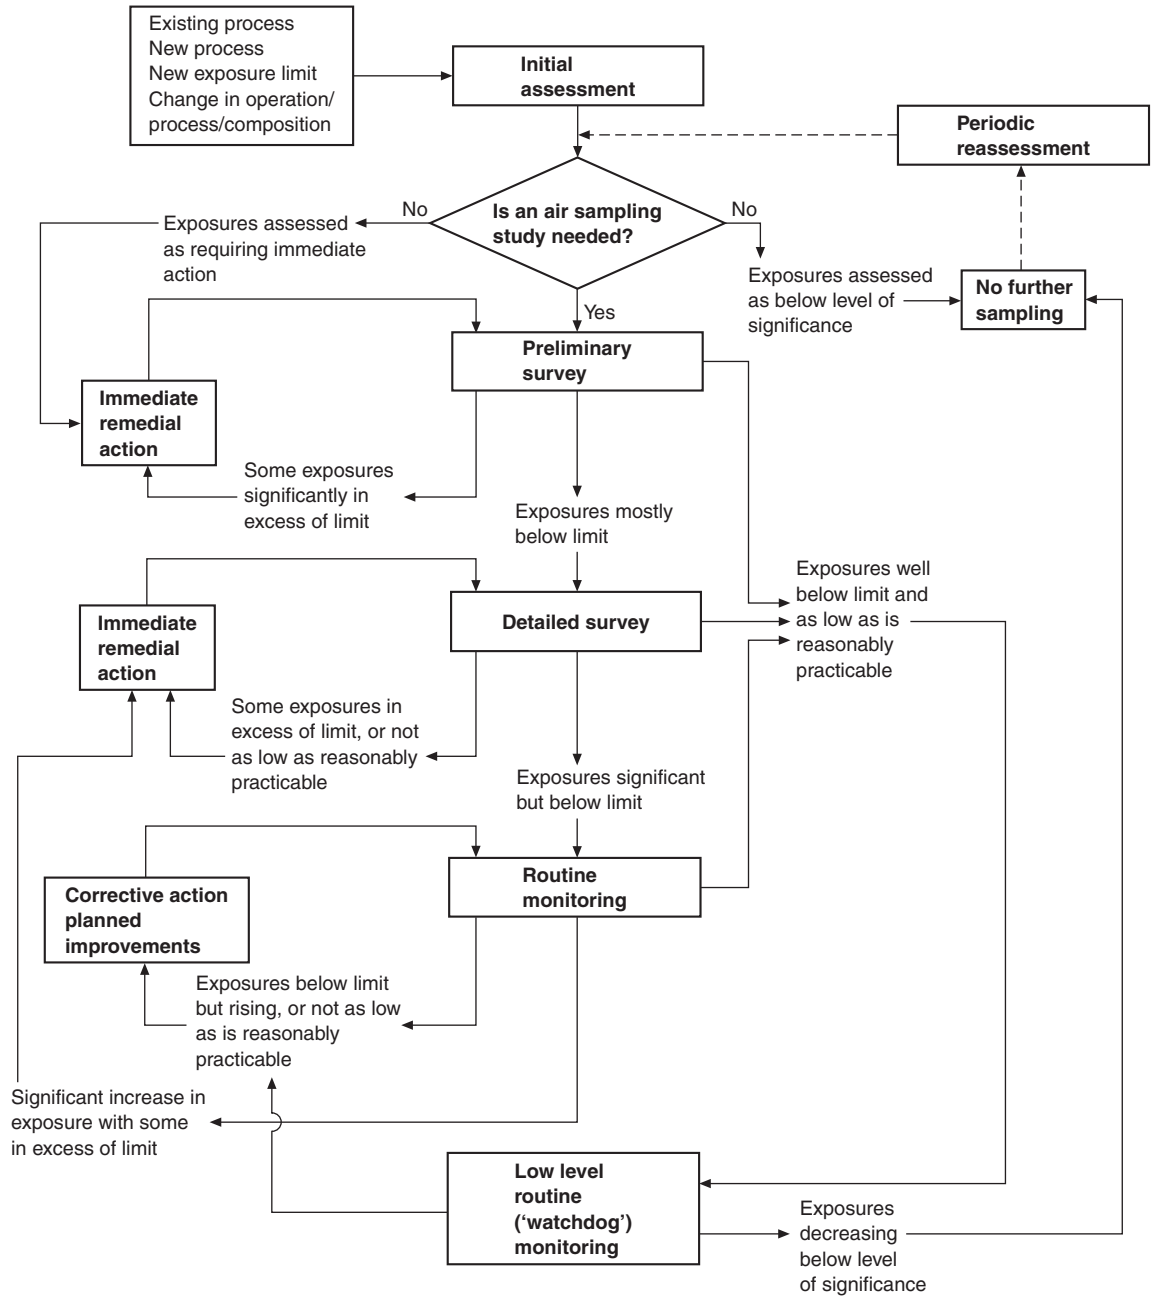 Existing process
New process
New exposure limit
Change in operation/
process/composition
Initial
assessment
Periodic
reassessment
Is an air sampling
study needed?
No
No
Exposures assessed
as requiring immediate
action
Exposures assessed
as below level of
significance
No further
sampling
Yes
Preliminary
survey
Immediate
remedial
action
Some exposures
significantly in
excess of limit
Exposures mostly
below limit
Exposures well
below limit and
as low as is
reasonably
practicable
Detailed survey
Immediate
remedial
action
Some exposures in
excess of limit, or not
as low as reasonably
practicable
Exposures significant
but below limit
Routine
monitoring
Corrective action
planned
improvements
Exposures below limit
but rising, or not as low
as is reasonably
practicable
Significant increase in
exposure with some
in excess of limit
Low level
routine
(‘watchdog’)
monitoring
Exposures
decreasing
below level
of significance